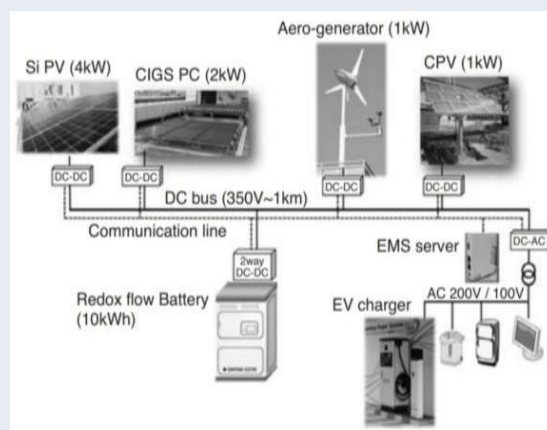 Aero-generator (1kW)
Si PV (4kW)
CIGS PC (2kW)
CPV (1kW)
DC-DC
DC-DC
DC-DC
DC-DC
DC bus (350V~1km)
Communication line
EMS server
DC-AC
2way
DC-DC
Redox flow Battery
(10kWh)
AC 200V / 100V
EV charger